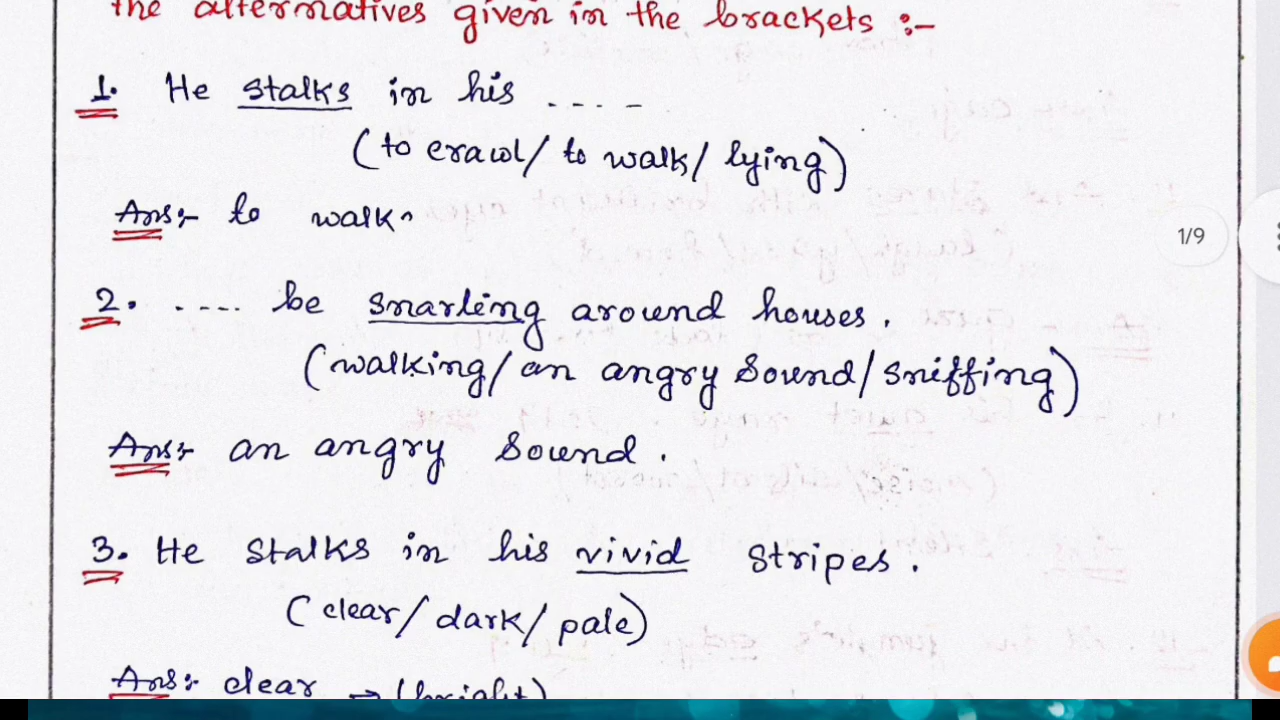 the alternatives given in the brackets :-
1. He stalks in his .....
(to crawl/ to walk/ lying)
Ans:- to walk.
2. .... be snarling around houses.
(walking/ an angry sound/ sniffing)
Ans:- an angry sound.
3. He stalks in his vivid stripes.
(clear/ dark/ pale)
Ans:- clear → (bright)
1/9